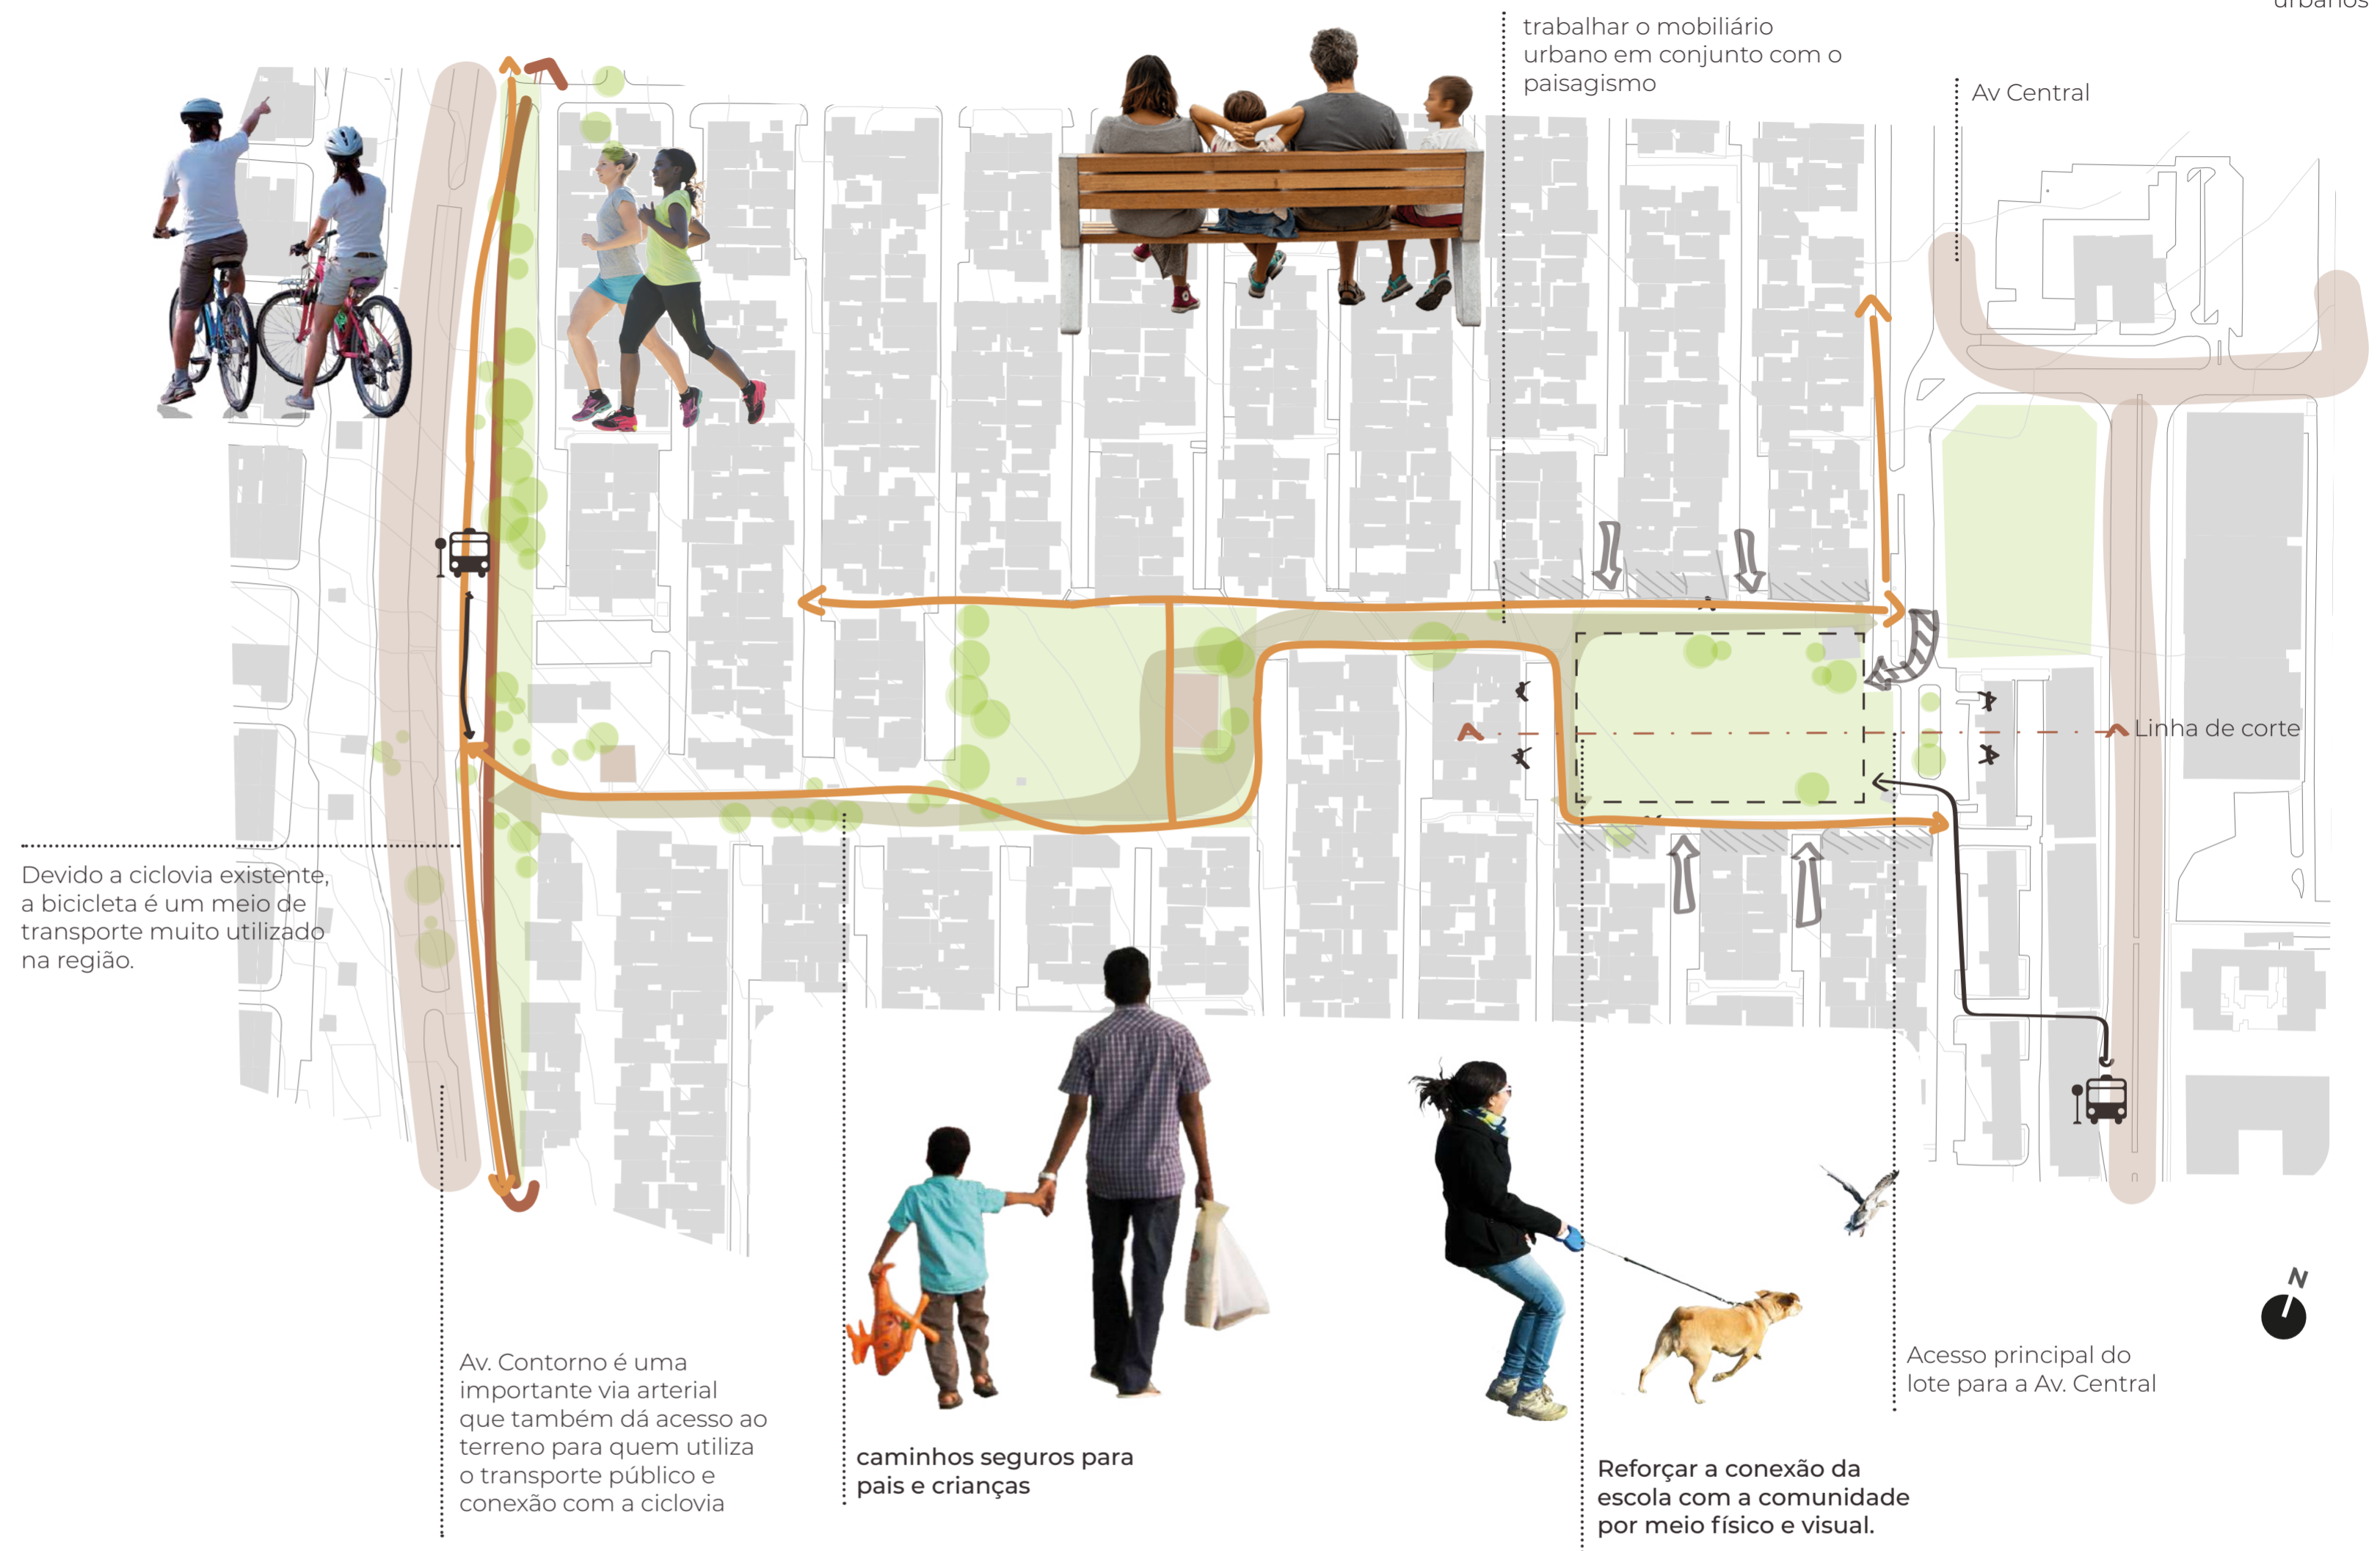 urbanos
trabalhar o mobiliário
urbano em conjunto com o
paisagismo
Av Central
Linha de corte
Devido a ciclovia existente,
a bicicleta é um meio de
transporte muito utilizado
na região.
N
Av. Contorno é uma
importante via arterial
que também dá acesso ao
terreno para quem utiliza
o transporte público e
conexão com a ciclovia
caminhos seguros para
pais e crianças
Acesso principal do
lote para a Av. Central
Reforçar a conexão da
escola com a comunidade
por meio físico e visual.